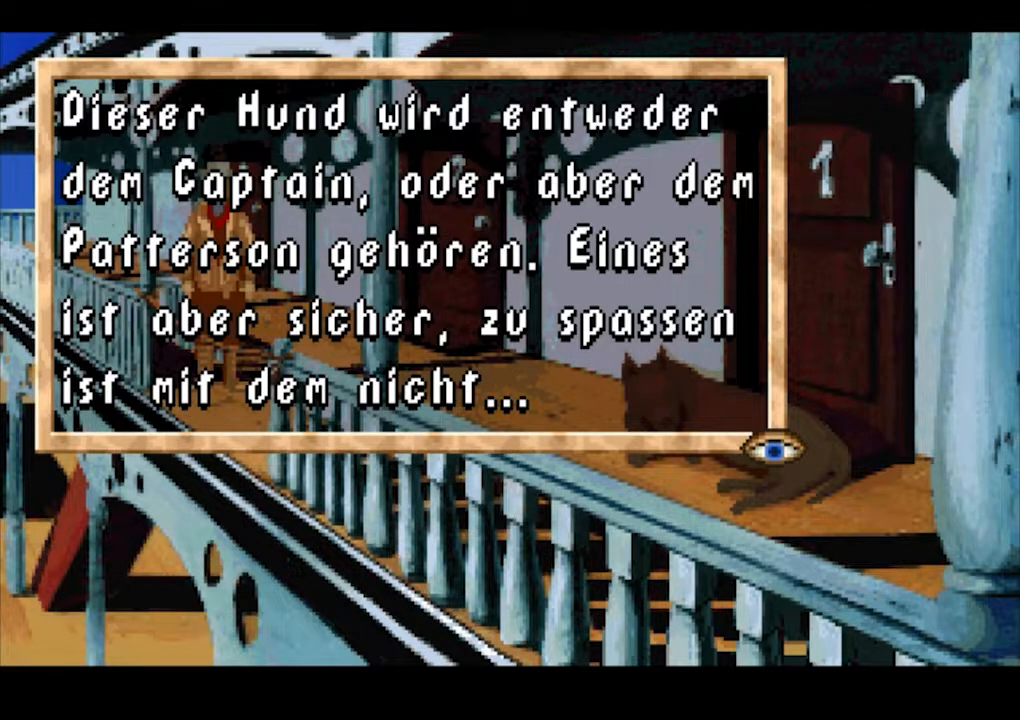 Dieser Hund wird entweder
dem Captain, oder aber dem
Patterson gehören. Eines
ist aber sicher, zu spassen
ist mit dem nicht...
1